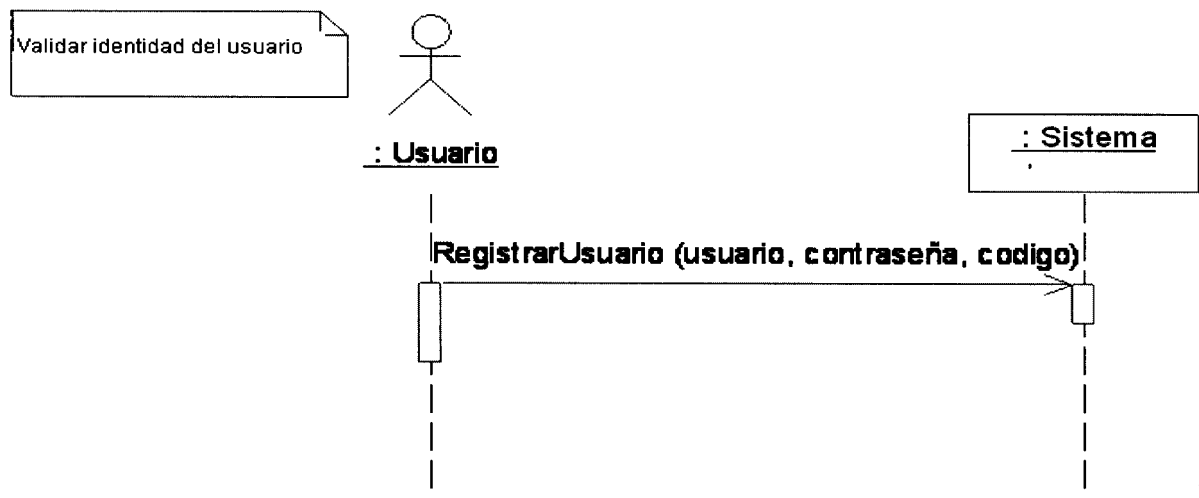 Validar identidad del usuario
: Usuario
: Sistema
RegistrarUsuario (usuario, contraseña, codigo)